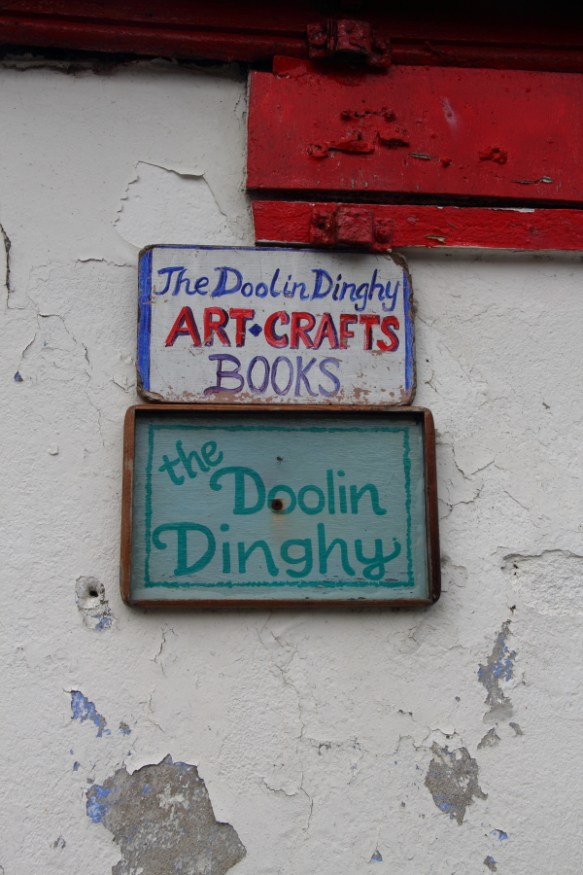 The Doolin Dinghy
ART•CRAFTS
BOOKS
the
Doolin
Dinghy